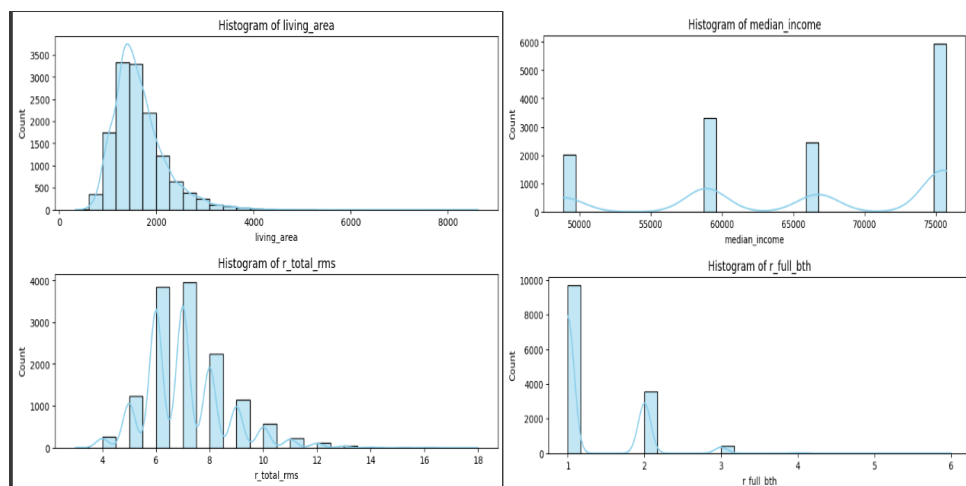 Histogram of living_area
3500
3000
2500
2000
1500
1000
500
0
Count
0 2000 4000 6000 8000
living_area
Histogram of median_income
6000
5000
4000
3000
2000
1000
0
Count
50000 55000 60000 65000 70000 75000
median_income
Histogram of r_total_rms
4000
3000
2000
1000
0
Count
4 6 8 10 12 14 16 18
r_total_rms
Histogram of r_full_bth
10000
8000
6000
4000
2000
0
Count
1 2 3 4 5 6
r_full_bth